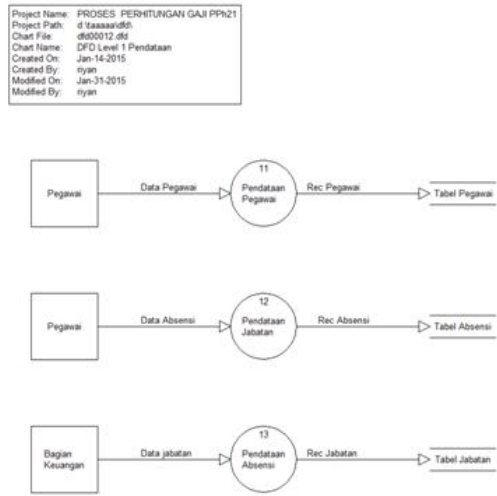 Project Name: PROSES PERHITUNGAN GAJI PPh21
Project Path: d:\taaaaa\dfd\
Chart File: dfd00012.dfd
Chart Name: DFD Level 1 Pendataan
Created On: Jan-14-2015
Created By: riyan
Modified On: Jan-31-2015
Modified By: riyan
Pegawai
Data Pegawai
11
Pendataan
Pegawai
Rec Pegawai
Tabel Pegawai
Pegawai
Data Absensi
12
Pendataan
Jabatan
Rec Absensi
Tabel Absensi
Bagian
Keuangan
Data jabatan
13
Pendataan
Absensi
Rec Jabatan
Tabel Jabatan